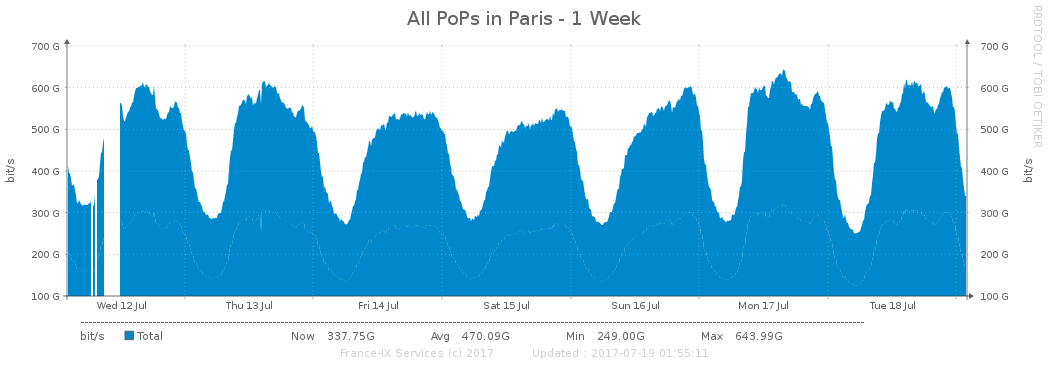 All PoPs in Paris - 1 Week
RRDTOOL / TOBI OETIKER
bit/s
700 G
600 G
500 G
400 G
300 G
200 G
100 G
700 G
600 G
500 G
400 G
300 G
200 G
100 G
bit/s
Wed 12 Jul Thu 13 Jul Fri 14 Jul Sat 15 Jul Sun 16 Jul Mon 17 Jul Tue 18 Jul
bit/s Total Now 337.75G Avg 470.09G Min 249.00G Max 643.99G
France-IX Services (c) 2017 Updated : 2017-07-19 01:55:11